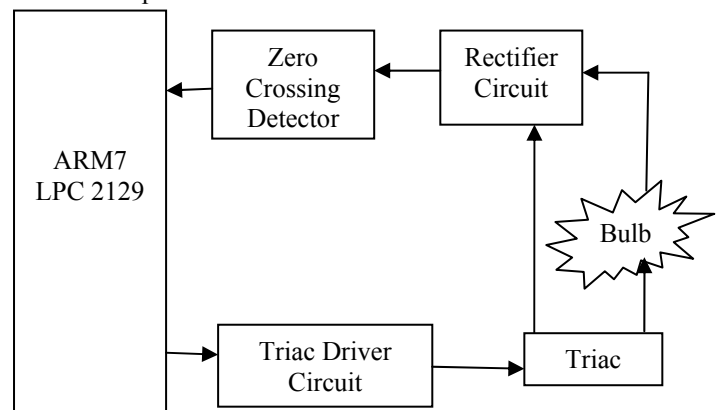 Zero
Crossing
Detector
Rectifier
Circuit
ARM7
LPC 2129
Bulb
Triac Driver
Circuit
Triac